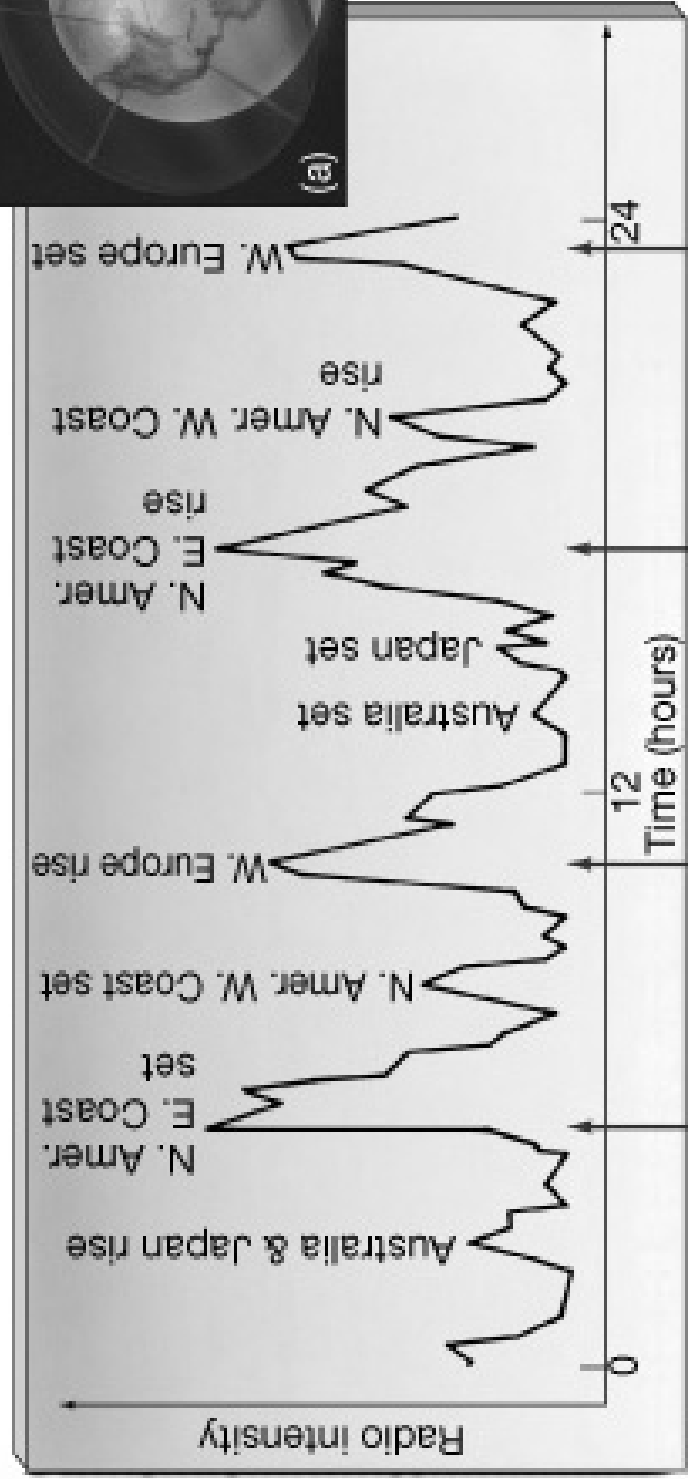 (a)
Radio intensity
Australia & Japan rise
N. Amer.
E. Coast
set
N. Amer. W. Coast set
W. Europe rise
Australia set
Japan set
N. Amer.
E. Coast
rise
N. Amer. W. Coast
rise
W. Europe set
0
12
24
Time (hours)